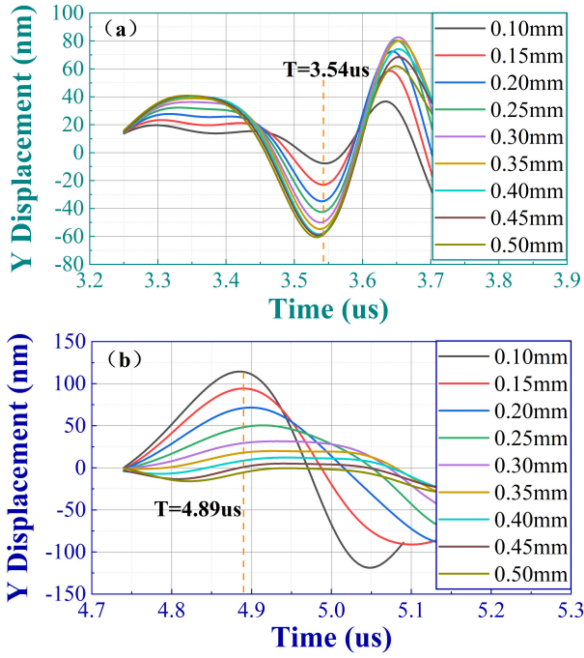 (a)
Y Displacement (nm)
100
80
60
40
20
0
-20
-40
-60
-80
T=3.54us
0.10mm
0.15mm
0.20mm
0.25mm
0.30mm
0.35mm
0.40mm
0.45mm
0.50mm
3.2 3.3 3.4 3.5 3.6 3.7 3.8 3.9
Time (us)
(b)
Y Displacement (nm)
150
100
50
0
-50
-100
-150
T=4.89us
0.10mm
0.15mm
0.20mm
0.25mm
0.30mm
0.35mm
0.40mm
0.45mm
0.50mm
4.7 4.8 4.9 5.0 5.1 5.2 5.3
Time (us)